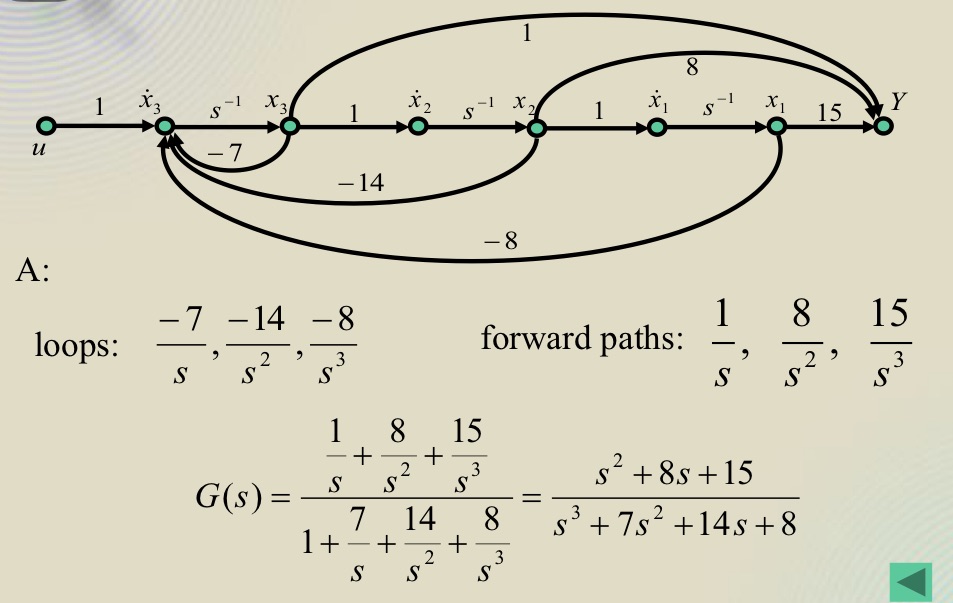 1
8
1 ẋ₃ s⁻¹ x₃ 1 ẋ₂ s⁻¹ x₂ 1 ẋ₁ s⁻¹ x₁ 15 Y
u
−7
−14
−8
A:
loops: −7/s, −14/s², −8/s³ forward paths: 1/s, 8/s², 15/s³
G(s) = (1/s + 8/s² + 15/s³)/(1 + 7/s + 14/s² + 8/s³) = (s² + 8s + 15)/(s³ + 7s² + 14s + 8)